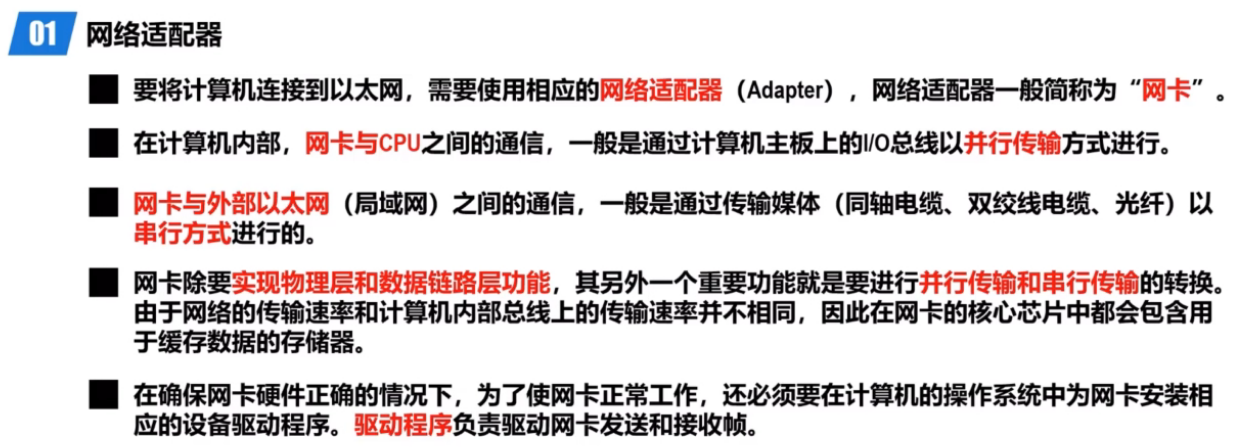 01 网络适配器
要将计算机连接到以太网，需要使用相应的网络适配器（Adapter），网络适配器一般简称为“网卡”。
在计算机内部，网卡与CPU之间的通信，一般是通过计算机主板上的I/O总线以并行传输方式进行。
网卡与外部以太网（局域网）之间的通信，一般是通过传输媒体（同轴电缆、双绞线电缆、光纤）以
串行方式进行的。
网卡除要实现物理层和数据链路层功能，其另外一个重要功能就是要进行并行传输和串行传输的转换。
由于网络的传输速率和计算机内部总线上的传输速率并不相同，因此在网卡的核心芯片中都会包含用
于缓存数据的存储器。
在确保网卡硬件正确的情况下，为了使网卡正常工作，还必须要在计算机的操作系统中为网卡安装相
应的设备驱动程序。驱动程序负责驱动网卡发送和接收帧。